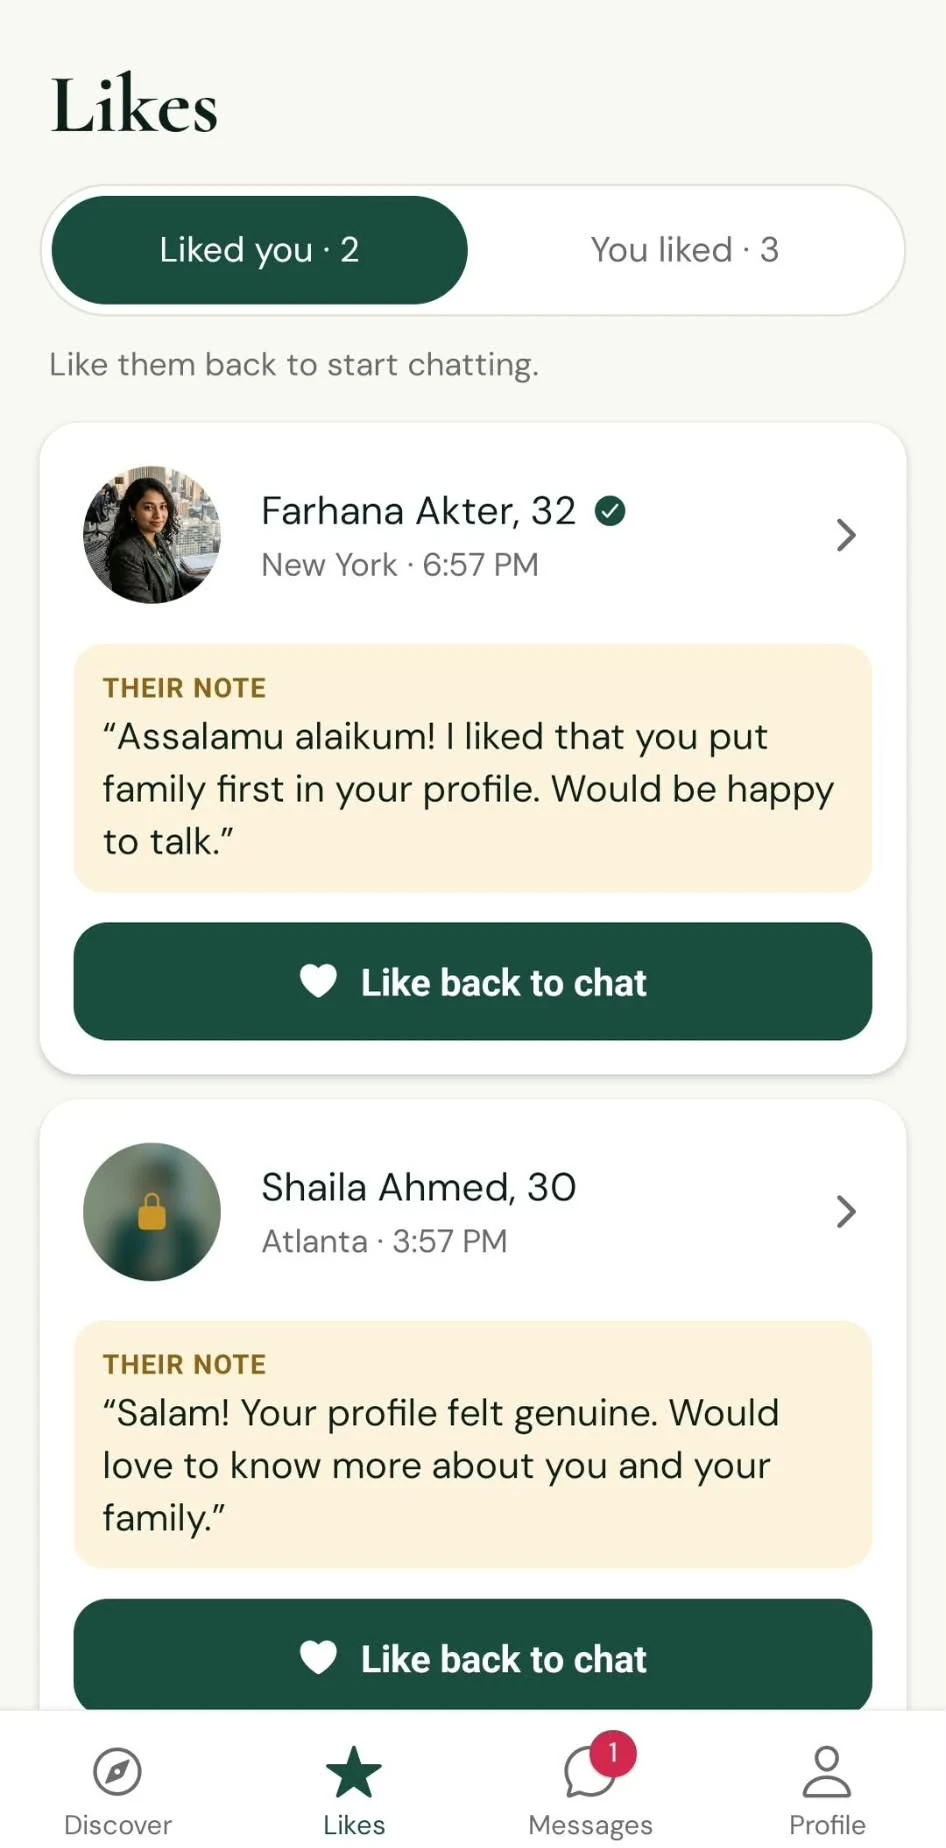 Likes
Liked you · 2
You liked · 3
Like them back to start chatting.
Farhana Akter, 32
New York · 6:57 PM
THEIR NOTE
“Assalamu alaikum! I liked that you put
family first in your profile. Would be happy
to talk.”
Like back to chat
Shaila Ahmed, 30
Atlanta · 3:57 PM
THEIR NOTE
“Salam! Your profile felt genuine. Would
love to know more about you and your
family.”
Like back to chat
1
Discover
Likes
Messages
Profile